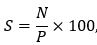 S = N/P × 100,